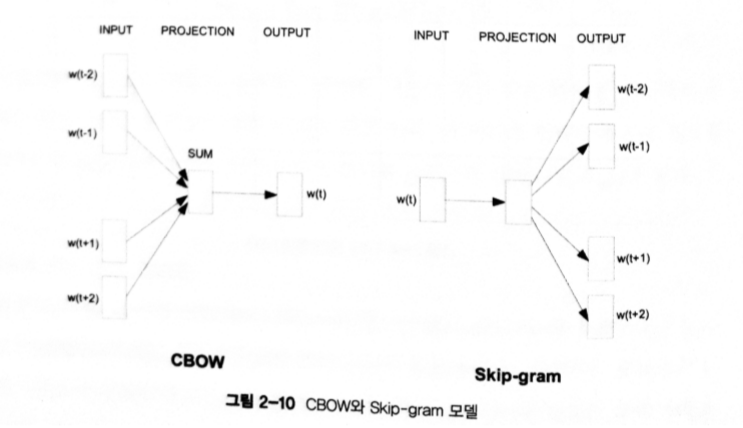 INPUT PROJECTION OUTPUT
w(t-2)
w(t-1)
SUM
w(t)
w(t+1)
w(t+2)
CBOW
INPUT PROJECTION OUTPUT
w(t-2)
w(t-1)
w(t)
w(t+1)
w(t+2)
Skip-gram
그림 2-10 CBOW와 Skip-gram 모델